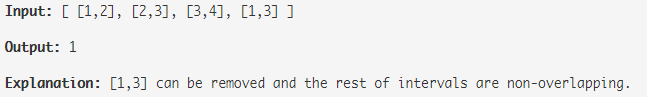 Input: [ [1,2], [2,3], [3,4], [1,3] ]
Output: 1
Explanation: [1,3] can be removed and the rest of intervals are non-overlapping.